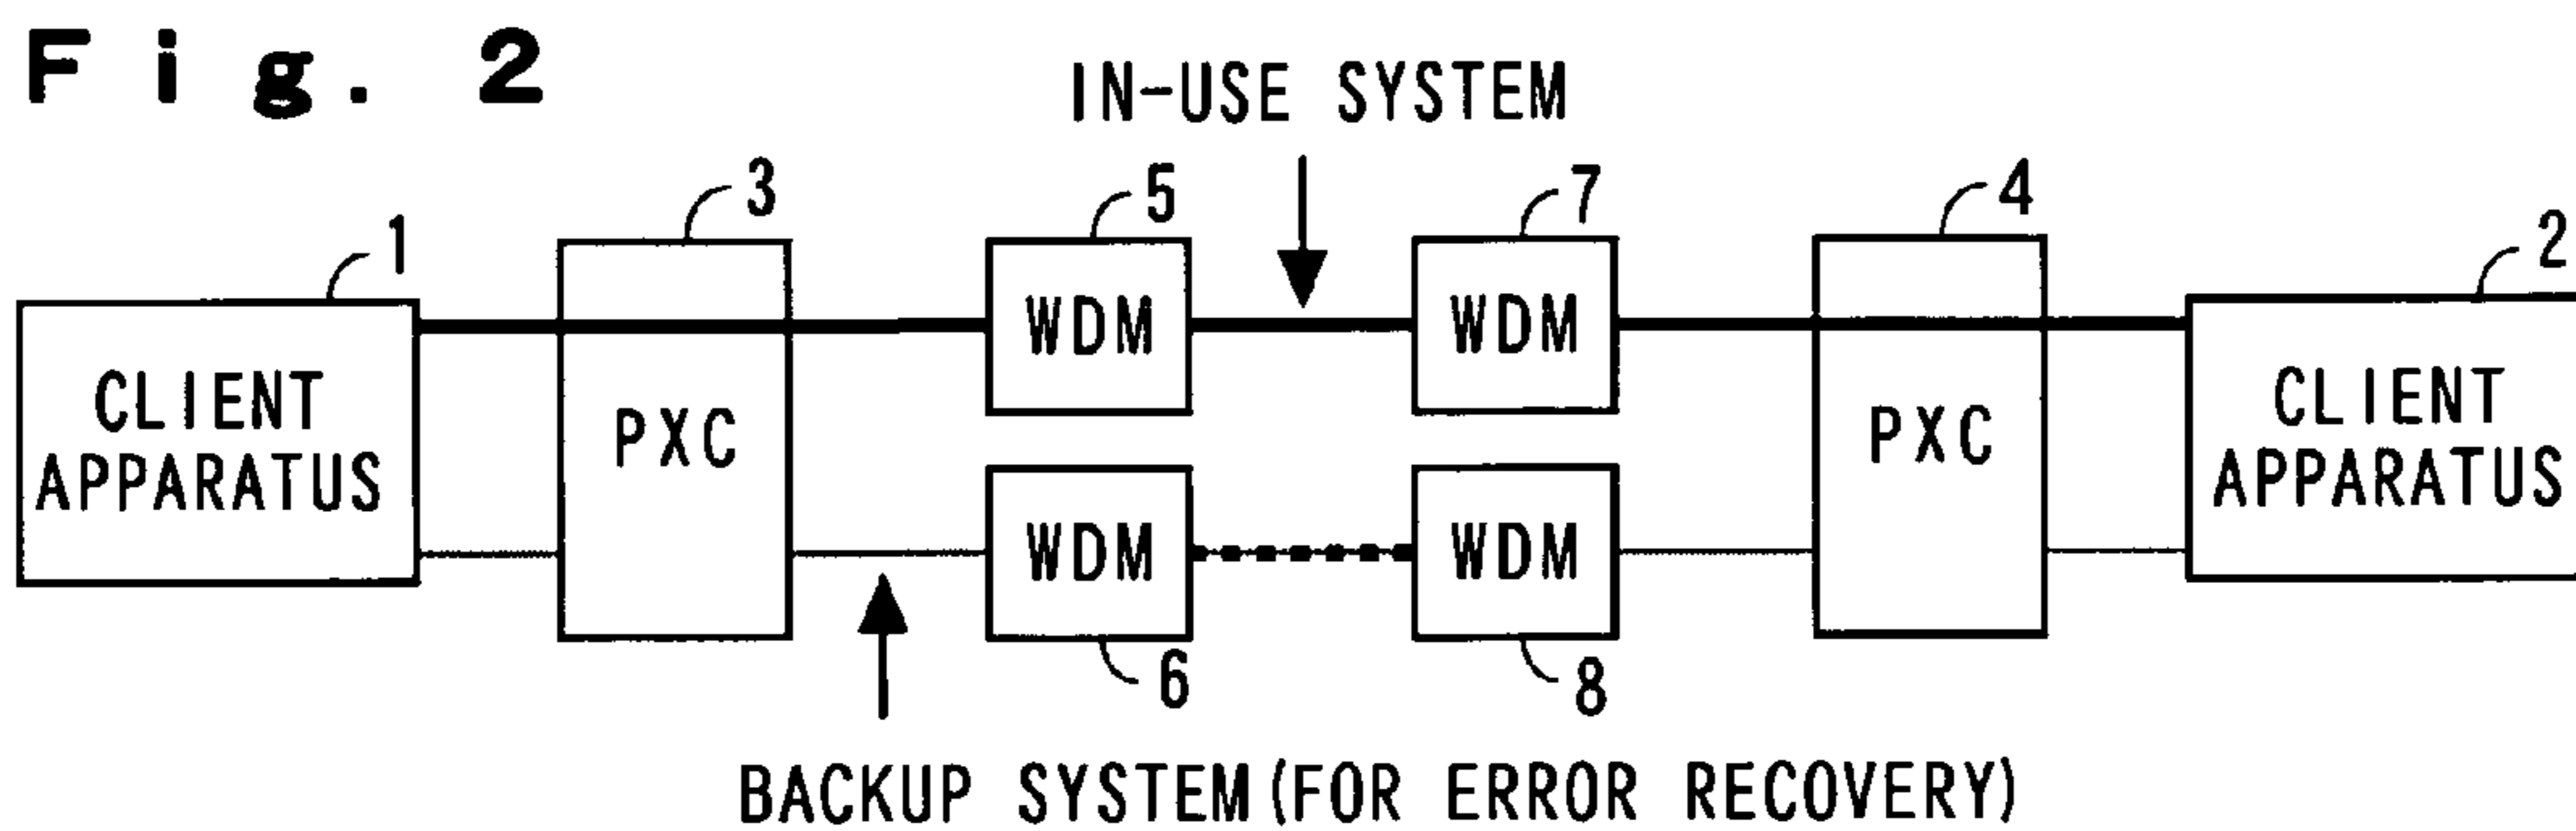 Fig. 2
IN-USE SYSTEM
1
3
5
7
4
2
CLIENT
APPARATUS
PXC
WDM
WDM
PXC
CLIENT
APPARATUS
WDM
WDM
6
8
BACKUP SYSTEM(FOR ERROR RECOVERY)